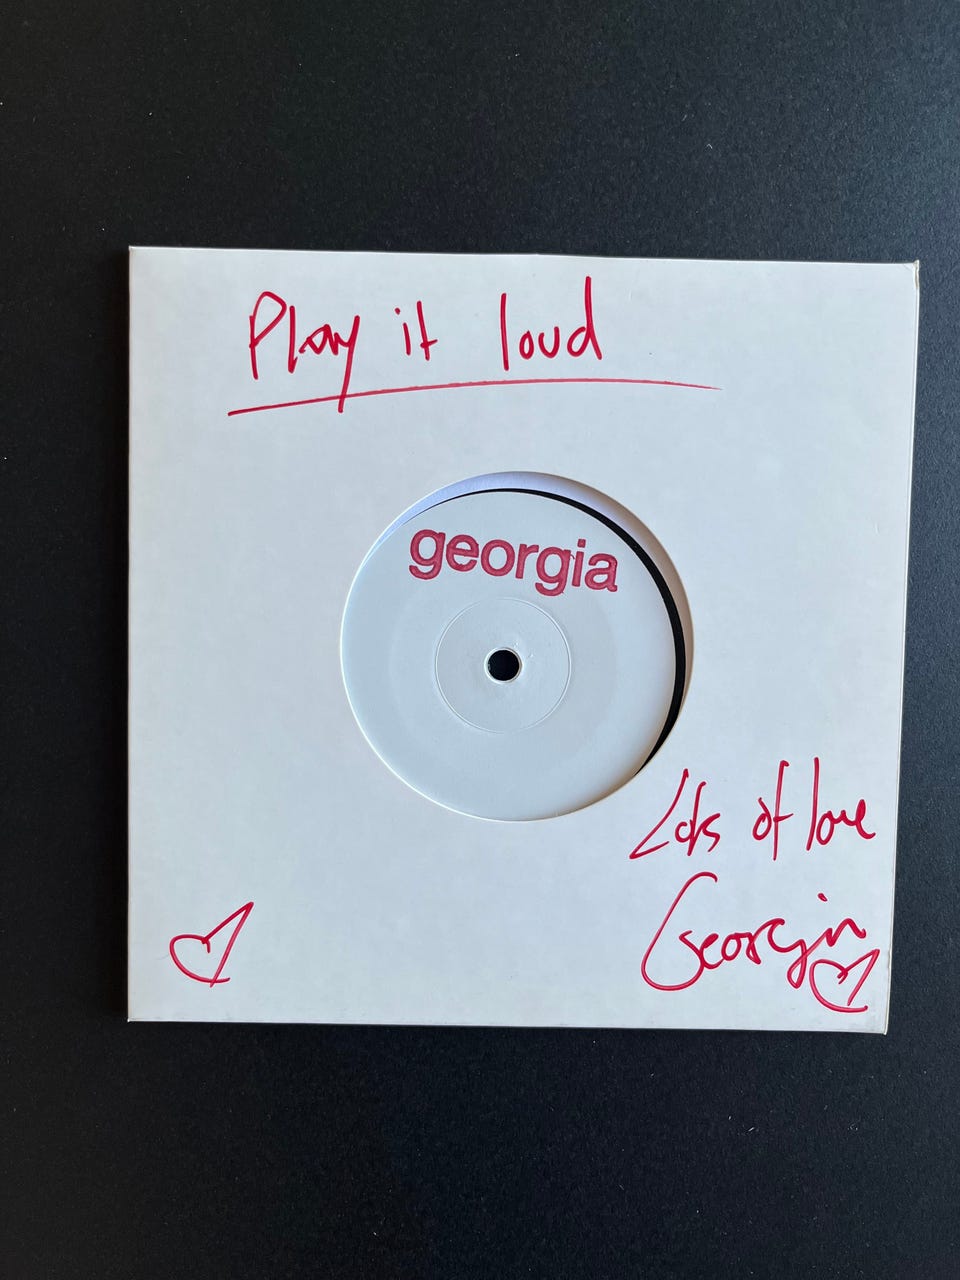 Play it loud
georgia
Lots of love
Georgia